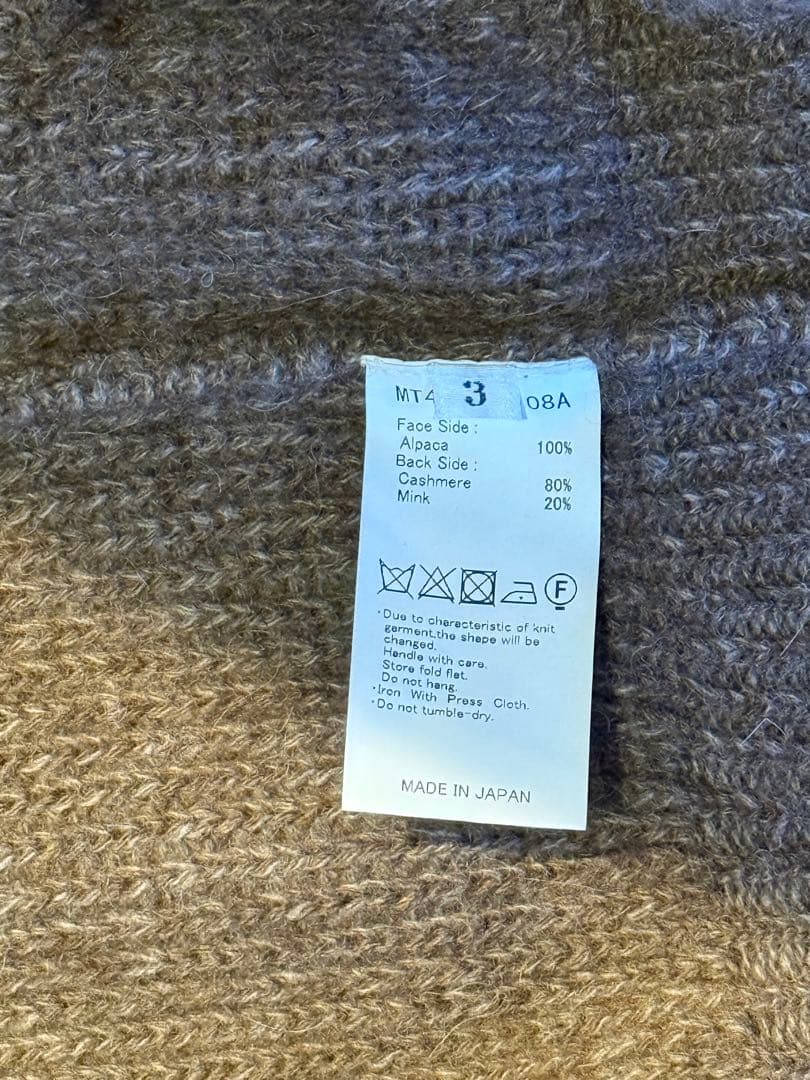 MT4 3 08A
Face Side :
Alpaca 100%
Back Side :
Cashmere 80%
Mink 20%
F
･Due to characteristic of knit
garment,the shape will be
changed.
Handle with care.
Store fold flat.
Do not hang.
･Iron With Press Cloth.
･Do not tumble-dry.
MADE IN JAPAN